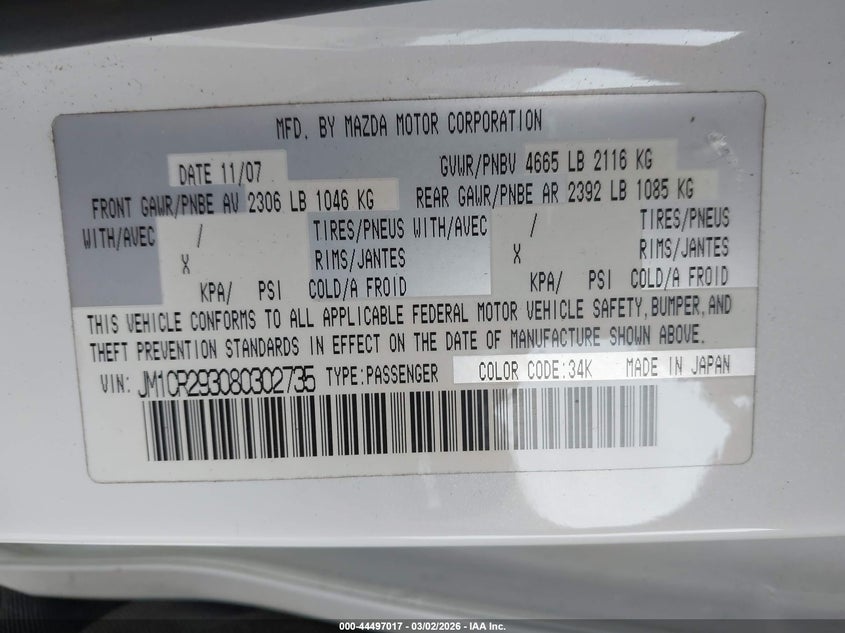 MFD. BY MAZDA MOTOR CORPORATION
DATE 11/07 GVWR/PNBV 4665 LB 2116 KG
FRONT GAWR/PNBE AV 2306 LB 1046 KG REAR GAWR/PNBE AR 2392 LB 1085 KG
WITH/AVEC / TIRES/PNEUS WITH/AVEC / TIRES/PNEUS
X RIMS/JANTES X RIMS/JANTES
KPA/ PSI COLD/A FROID KPA/ PSI COLD/A FROID
THIS VEHICLE CONFORMS TO ALL APPLICABLE FEDERAL MOTOR VEHICLE SAFETY, BUMPER, AND
THEFT PREVENTION STANDARDS IN EFFECT ON THE DATE OF MANUFACTURE SHOWN ABOVE.
VIN: JM1CR293080302735 TYPE:PASSENGER COLOR CODE:34K MADE IN JAPAN
000-44497017 - 03/02/2026 - IAA Inc.